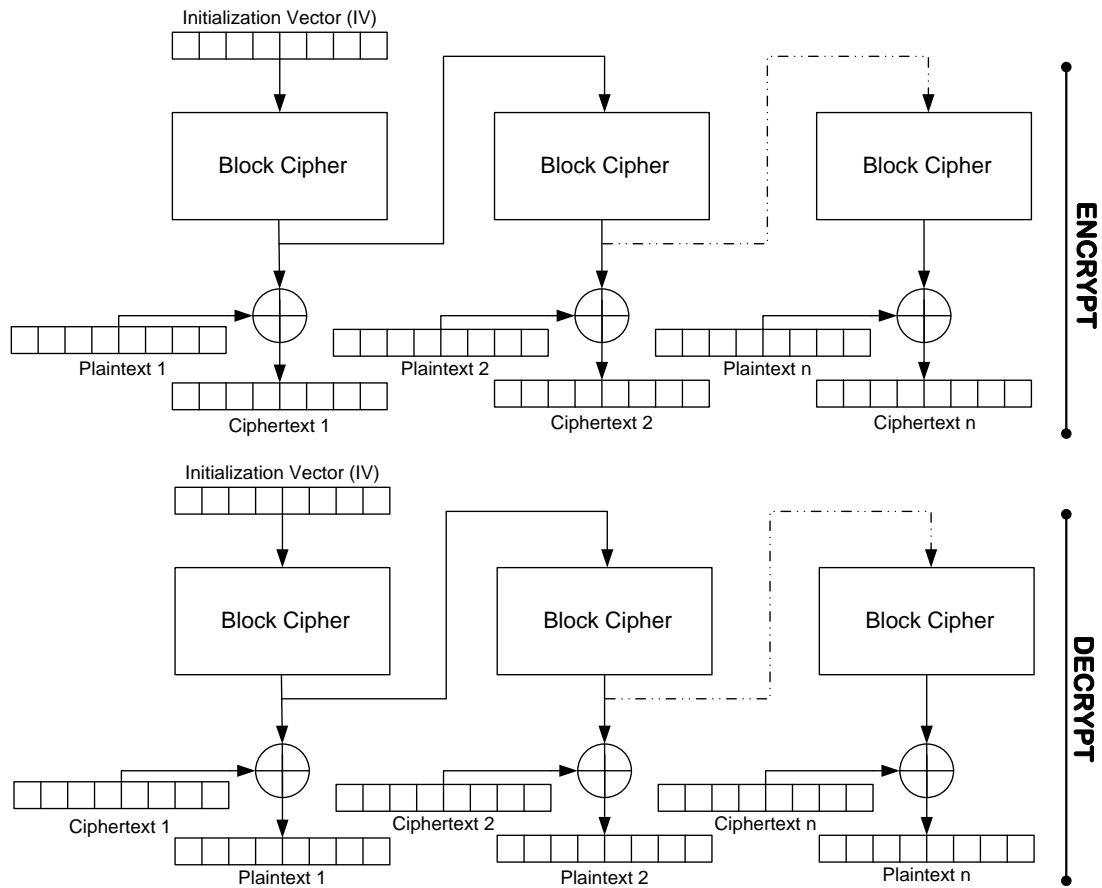 Initialization Vector (IV)
Block Cipher
Block Cipher
Block Cipher
Plaintext 1
Plaintext 2
Plaintext n
Ciphertext 1
Ciphertext 2
Ciphertext n
ENCRYPT
Initialization Vector (IV)
Block Cipher
Block Cipher
Block Cipher
Ciphertext 1
Ciphertext 2
Ciphertext n
Plaintext 1
Plaintext 2
Plaintext n
DECRYPT